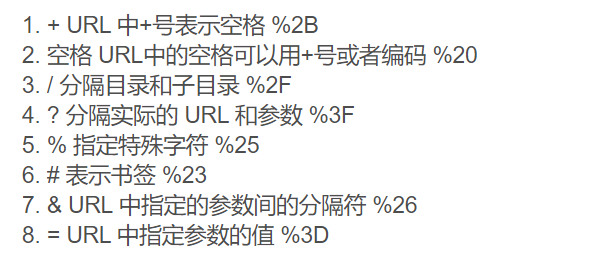 1. + URL 中+号表示空格 %2B
2. 空格 URL中的空格可以用+号或者编码 %20
3. / 分隔目录和子目录 %2F
4. ? 分隔实际的 URL 和参数 %3F
5. % 指定特殊字符 %25
6. # 表示书签 %23
7. & URL 中指定的参数间的分隔符 %26
8. = URL 中指定参数的值 %3D